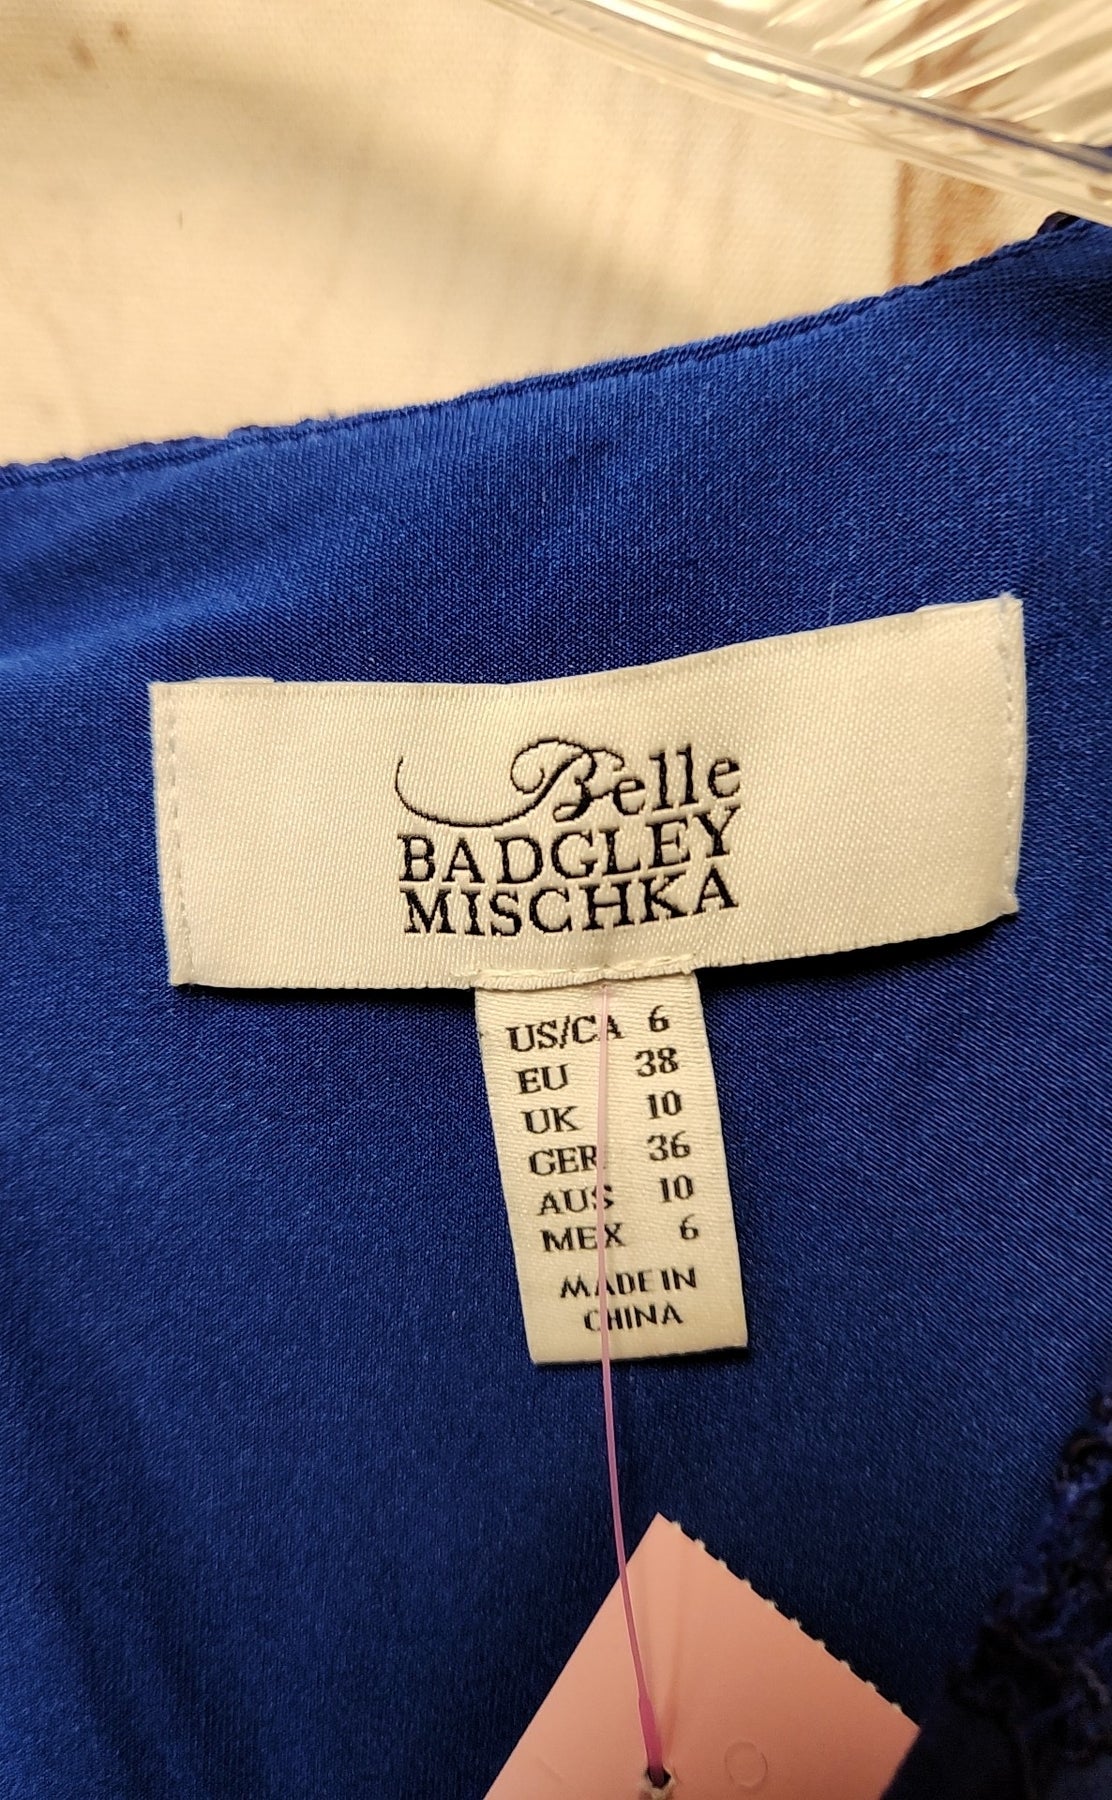 Belle
BADGLEY
MISCHKA
US/CA 6
EU 38
UK 10
GER 36
AUS 10
MEX 6
MADE IN
CHINA